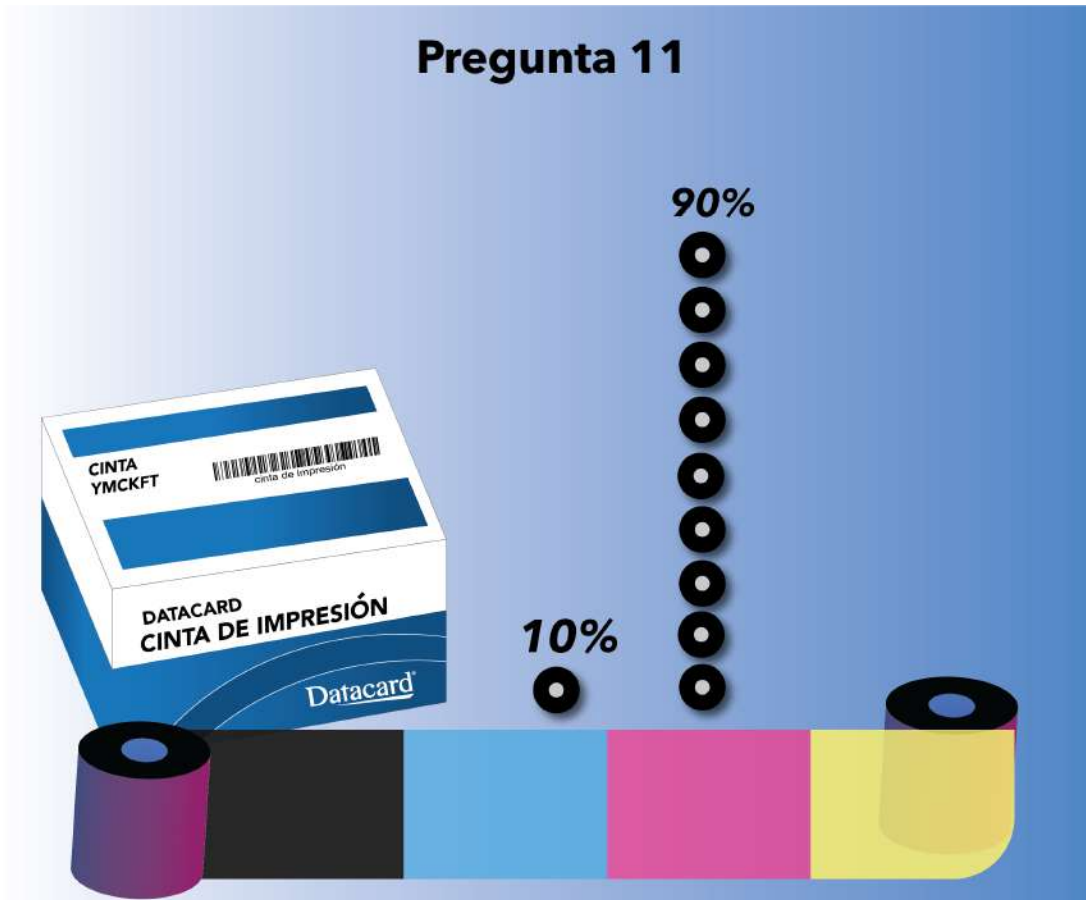 Pregunta 11
90%
CINTA
YMCKFT
cinta de impresión
DATACARD
CINTA DE IMPRESIÓN
10%
Datacard®